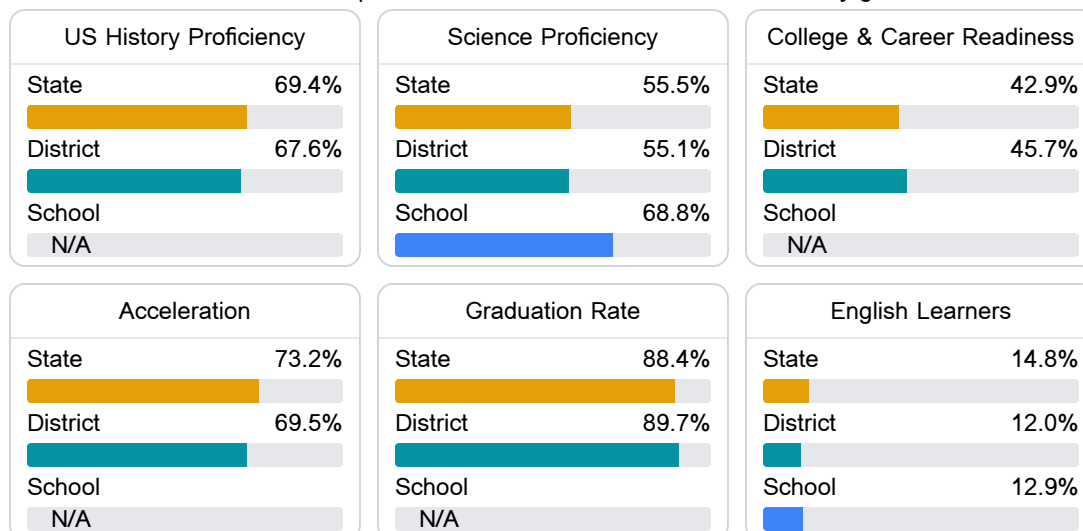 US History Proficiency
State 69.4%
District 67.6%
School
N/A
Science Proficiency
State 55.5%
District 55.1%
School 68.8%
College & Career Readiness
State 42.9%
District 45.7%
School
N/A
Acceleration
State 73.2%
District 69.5%
School
N/A
Graduation Rate
State 88.4%
District 89.7%
School
N/A
English Learners
State 14.8%
District 12.0%
School 12.9%